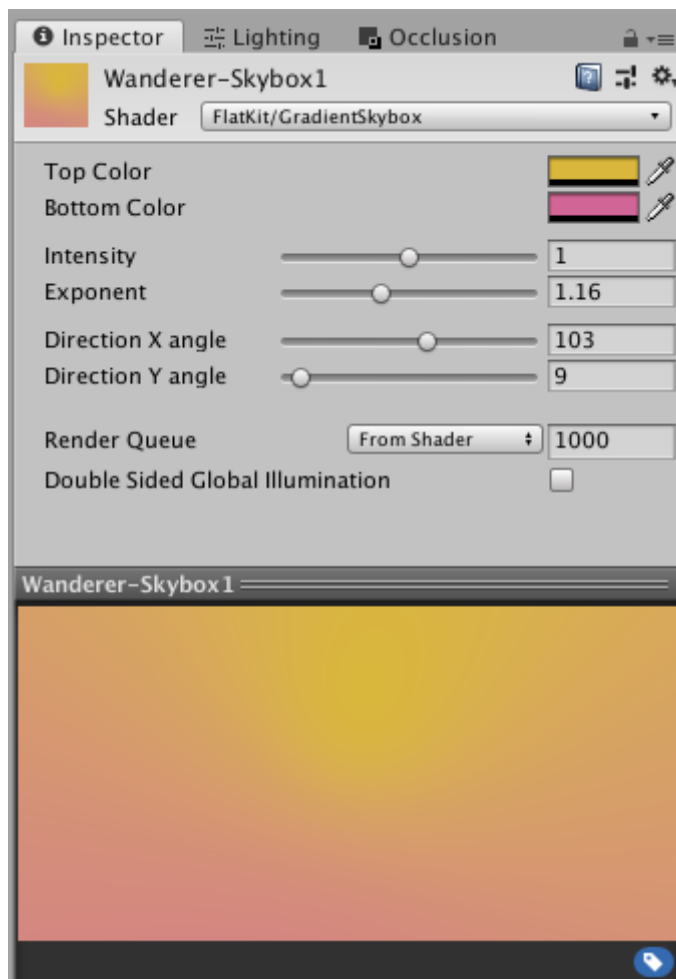 Inspector Lighting Occlusion
Wanderer-Skybox1
Shader FlatKit/GradientSkybox
Top Color
Bottom Color
Intensity 1
Exponent 1.16
Direction X angle 103
Direction Y angle 9
Render Queue From Shader 1000
Double Sided Global Illumination
Wanderer-Skybox1